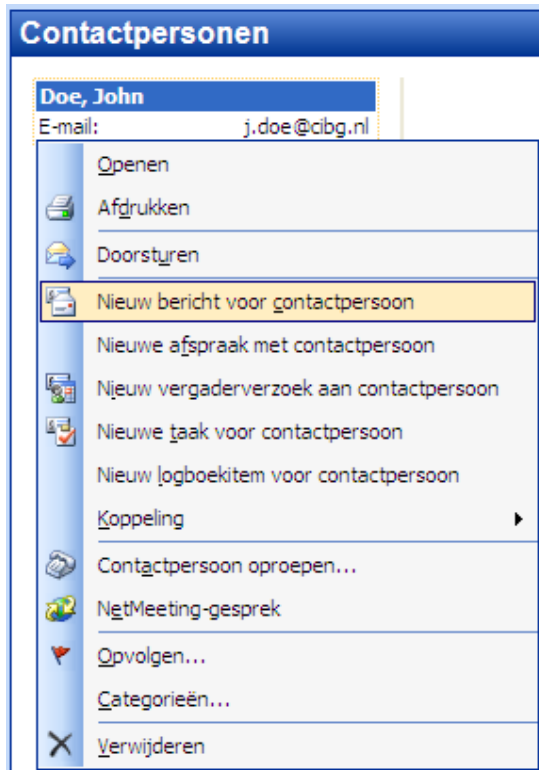 Contactpersonen
Doe, John
E-mail: j.doe@cibg.nl
Openen
Afdrukken
Doorsturen
Nieuw bericht voor contactpersoon
Nieuwe afspraak met contactpersoon
Nieuw vergaderverzoek aan contactpersoon
Nieuwe taak voor contactpersoon
Nieuw logboekitem voor contactpersoon
Koppeling
Contactpersoon oproepen...
NetMeeting-gesprek
Opvolgen...
Categorieën...
Verwijderen